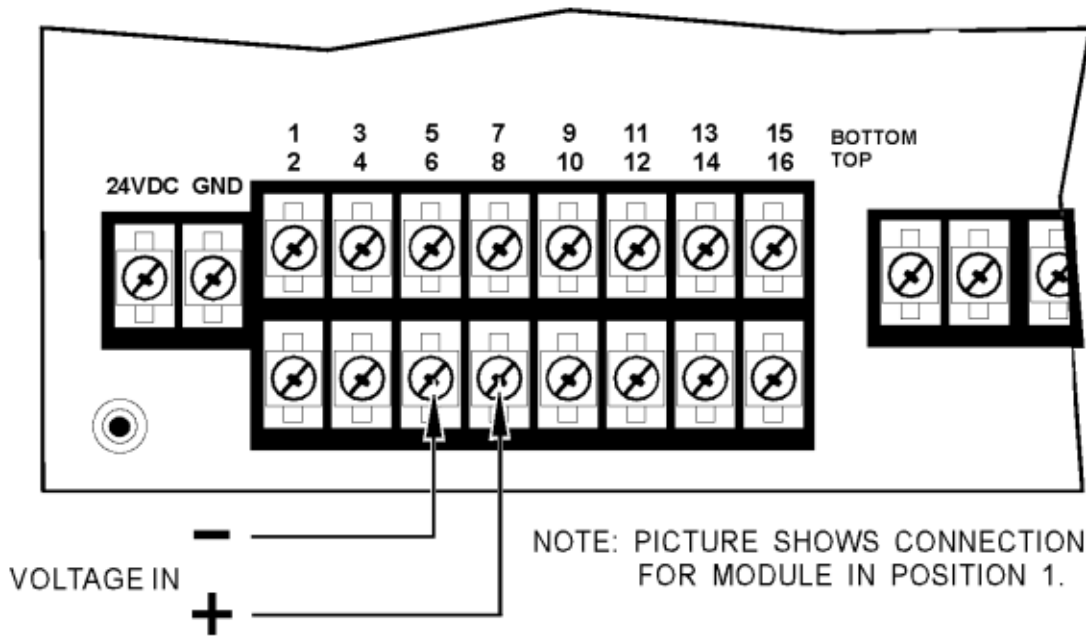 1 3 5 7 9 11 13 15 BOTTOM
2 4 6 8 10 12 14 16 TOP
24VDC GND
−
VOLTAGE IN
+
NOTE: PICTURE SHOWS CONNECTION
FOR MODULE IN POSITION 1.